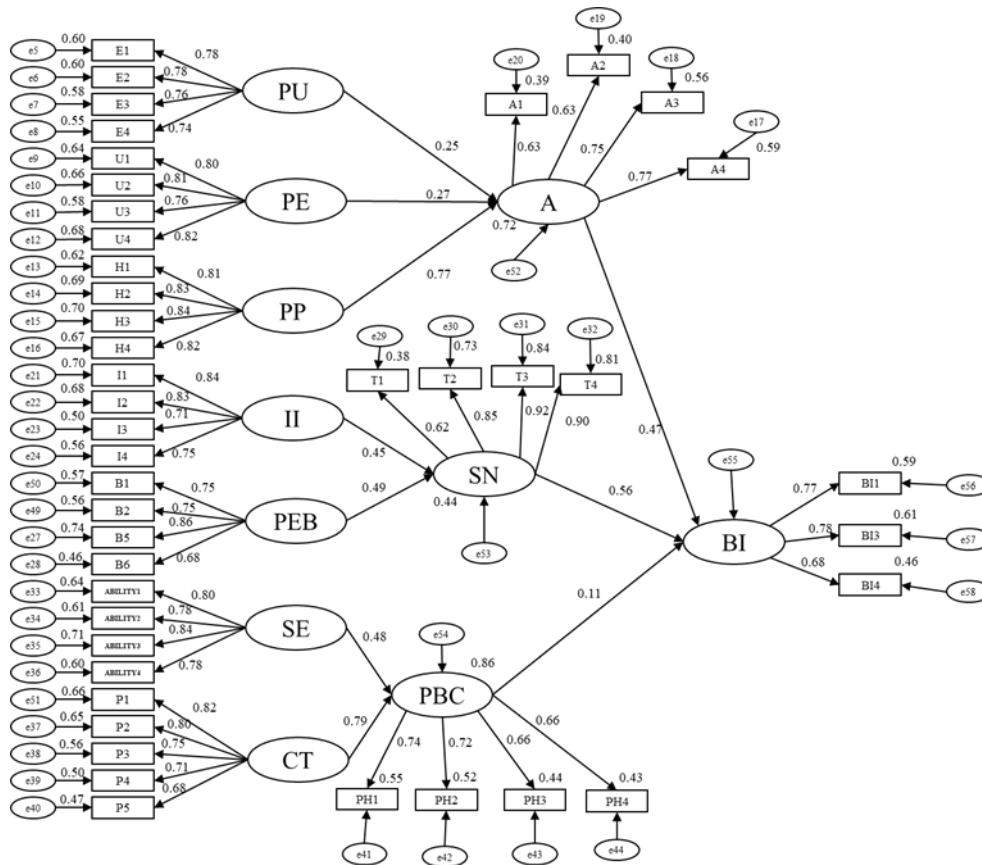 e5 0.60 E1 0.78
e6 0.60 E2 0.78
e7 0.58 E3 0.76
e8 0.55 E4 0.74
PU
e9 0.64 U1 0.80
e10 0.66 U2 0.81
e11 0.58 U3 0.76
e12 0.68 U4 0.82
PE
e13 0.62 H1 0.81
e14 0.69 H2 0.83
e15 0.70 H3 0.84
e16 0.67 H4 0.82
PP
e21 0.70 I1 0.84
e22 0.68 I2 0.83
e23 0.50 I3 0.71
e24 0.56 I4 0.75
II
e50 0.57 B1 0.75
e49 0.56 B2 0.75
e27 0.74 B5 0.86
e28 0.46 B6 0.68
PEB
e33 0.64 ABILITY1 0.80
e34 0.61 ABILITY2 0.78
e35 0.71 ABILITY3 0.84
e36 0.60 ABILITY4 0.78
SE
e51 0.66 P1 0.82
e37 0.65 P2 0.80
e38 0.56 P3 0.75
e39 0.50 P4 0.71
e40 0.47 P5 0.68
CT
0.25
0.27
0.77
e20 0.39 A1 0.63
e19 0.40 A2 0.63
e18 0.56 A3 0.75
e17 0.59 A4 0.77
A
0.72
e52
0.45
0.49
e29 0.38 T1 0.62
e30 0.73 T2 0.85
e31 0.84 T3 0.92
e32 0.81 T4 0.90
SN
0.44
e53
0.48
0.79
e54
0.86
PBC
0.74 0.55 PH1 e41
0.72 0.52 PH2 e42
0.66 0.44 PH3 e43
0.66 0.43 PH4 e44
0.47
0.56
0.11
e55
BI
0.77 BI1 0.59 e56
0.78 BI3 0.61 e57
0.68 BI4 0.46 e58